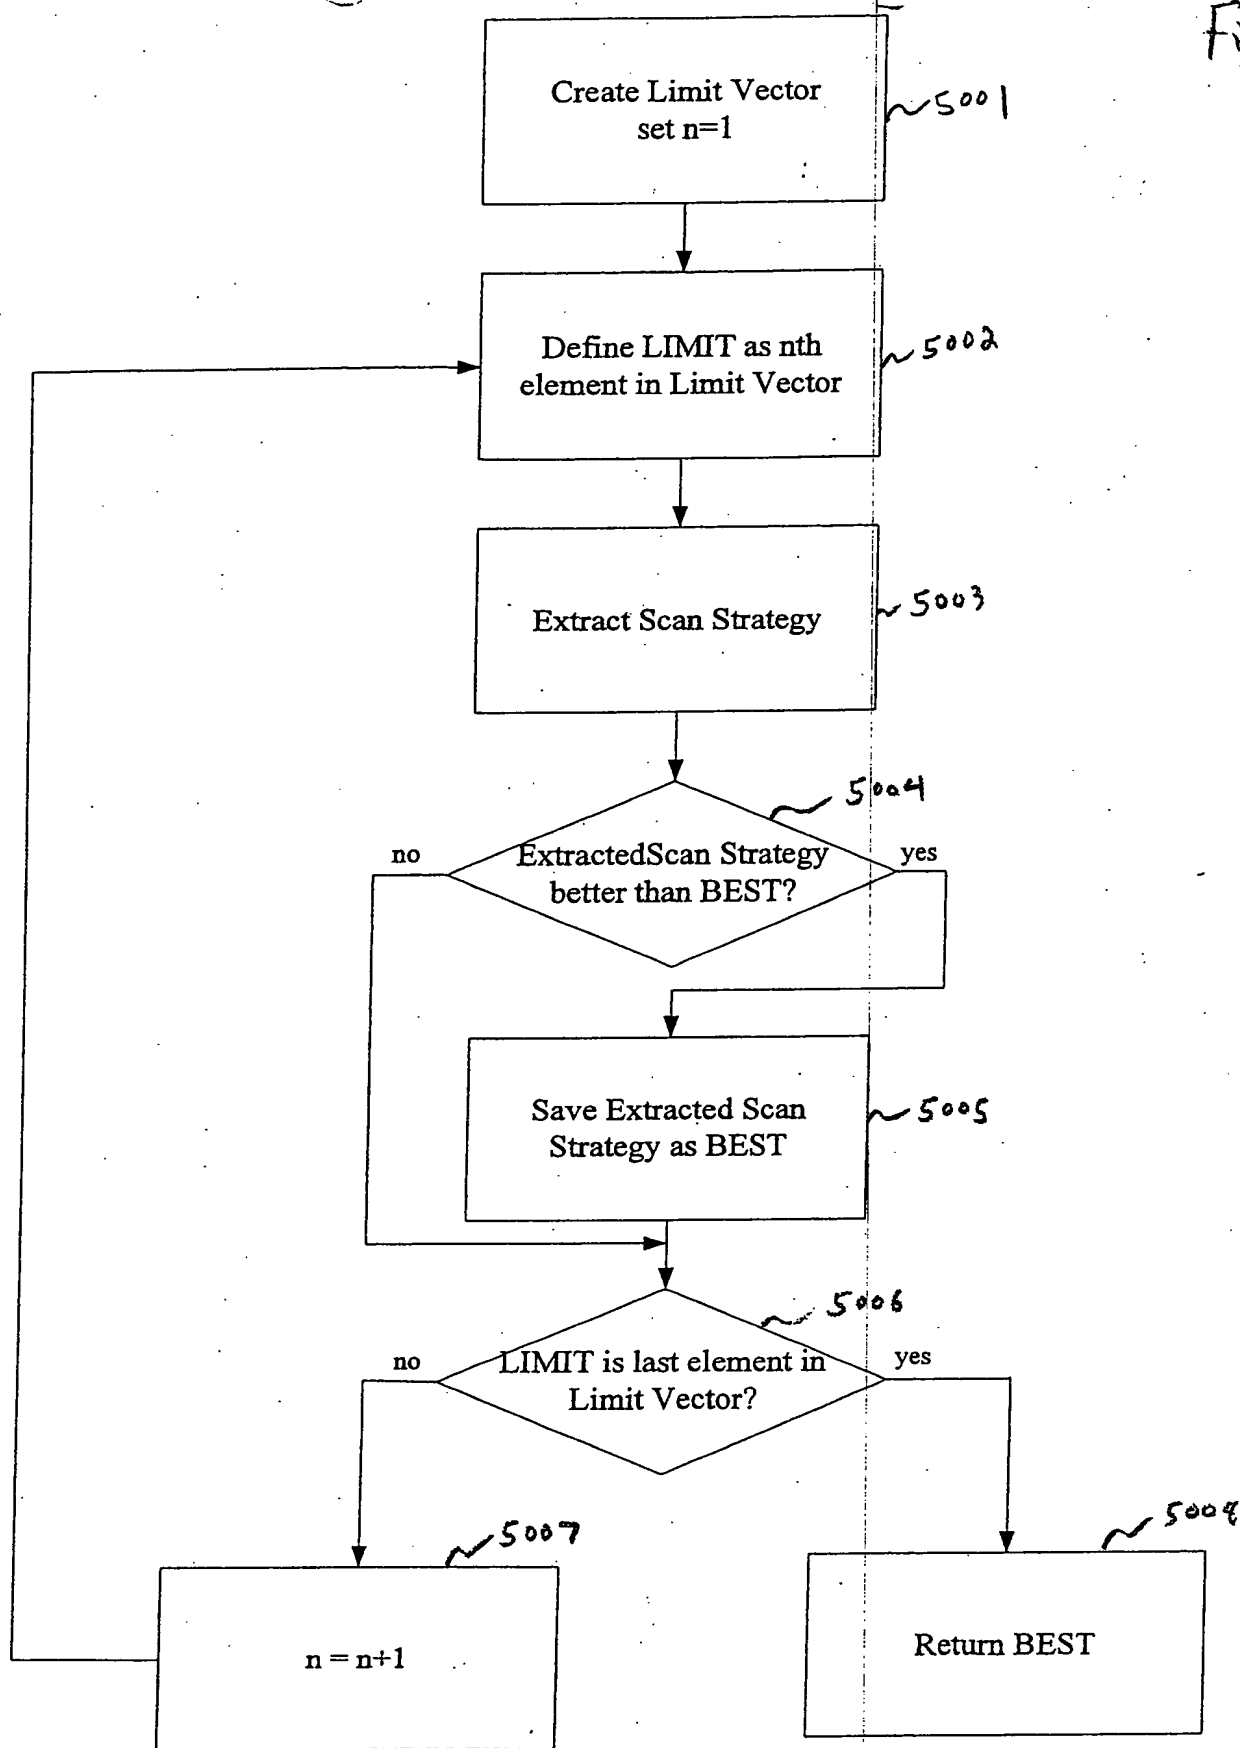 Create Limit Vector
set n=1
5001
Define LIMIT as nth
element in Limit Vector
5002
Extract Scan Strategy
5003
5004
no
ExtractedScan Strategy
better than BEST?
yes
Save Extracted Scan
Strategy as BEST
5005
5006
no
LIMIT is last element in
Limit Vector?
yes
5007
n = n+1
5008
Return BEST